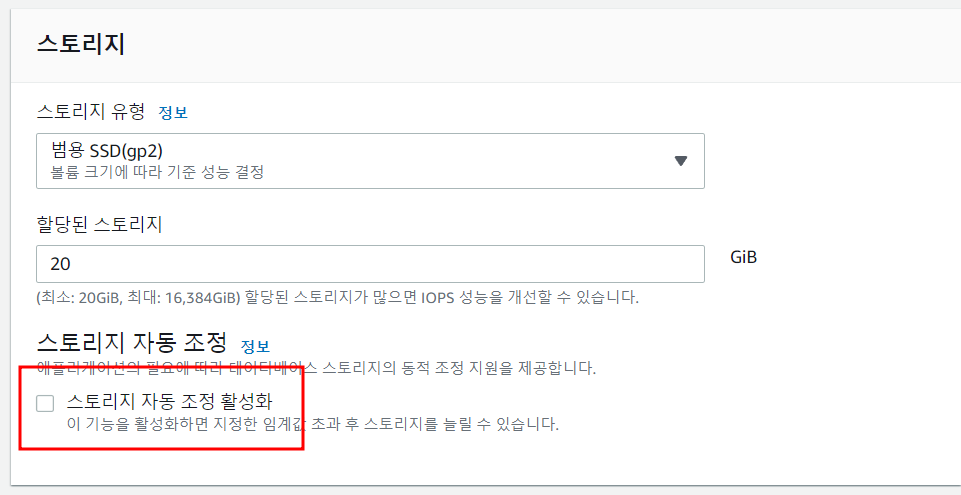 스토리지
스토리지 유형 정보
범용 SSD(gp2)
볼륨 크기에 따라 기준 성능 결정
할당된 스토리지
20
GiB
(최소: 20GiB, 최대: 16,384GiB) 할당된 스토리지가 많으면 IOPS 성능을 개선할 수 있습니다.
스토리지 자동 조정 정보
애플리케이션의 필요에 따라 데이터베이스 스토리지의 동적 조정 지원을 제공합니다.
스토리지 자동 조정 활성화
이 기능을 활성화하면 지정한 임계값 초과 후 스토리지를 늘릴 수 있습니다.